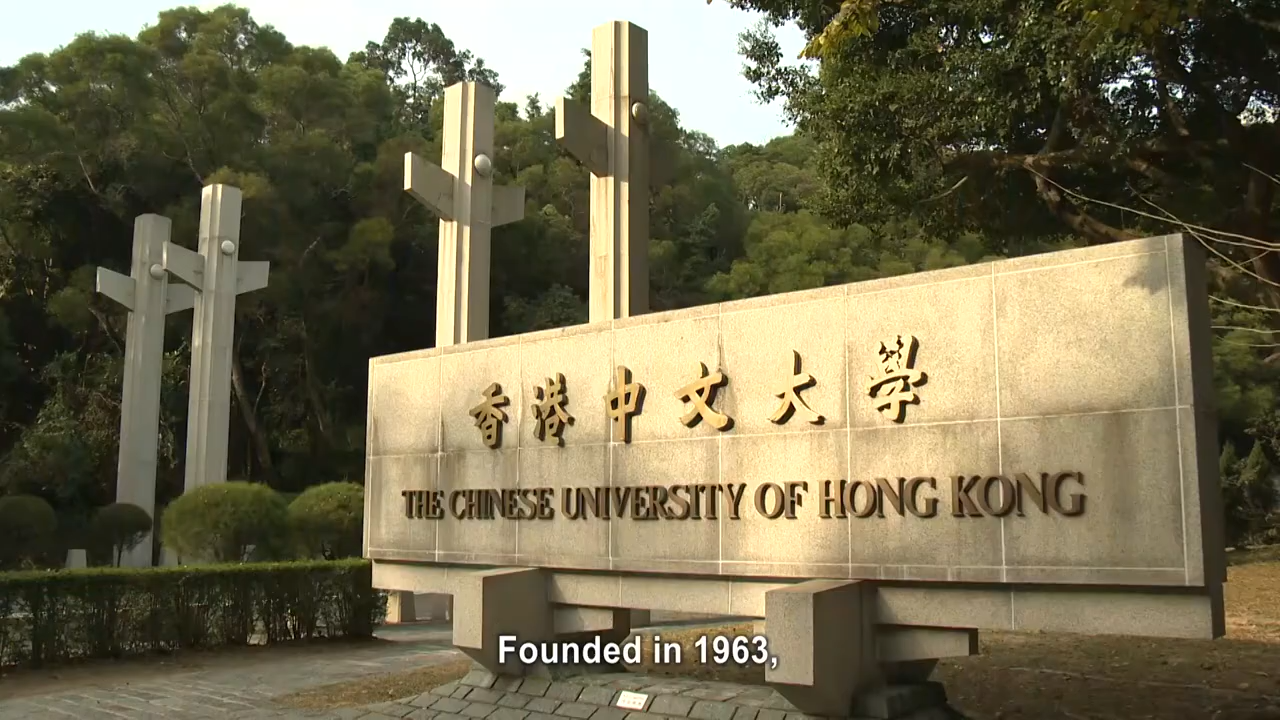 香港中文大學
THE CHINESE UNIVERSITY OF HONG KONG
Founded in 1963,